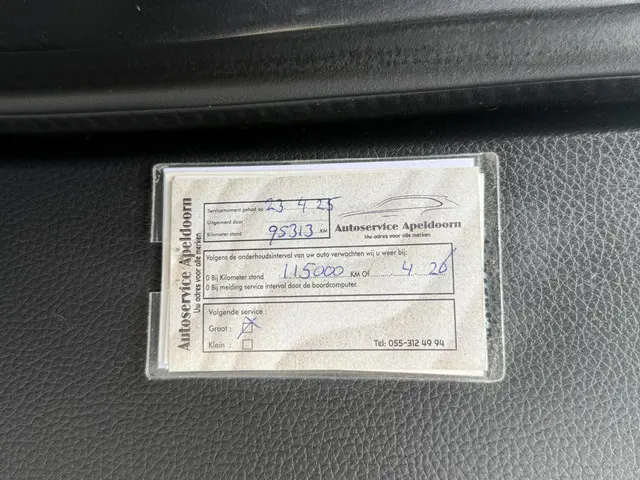 Autoservice Apeldoorn
Uw adres voor alle merken
Servicemoment gehad op 23 4 25
Uitgevoerd door
Kilometer stand 95313 KM
Autoservice Apeldoorn
Uw adres voor alle merken
Volgens de onderhoudsinterval van uw auto verwachten wij u weer bij:
0 Bij Kilometer stand 115000 KM Of 4 26
0 Bij melding service interval door de boordcomputer.
Volgende service :
Groot :
Klein :
Tel: 055-312 49 94